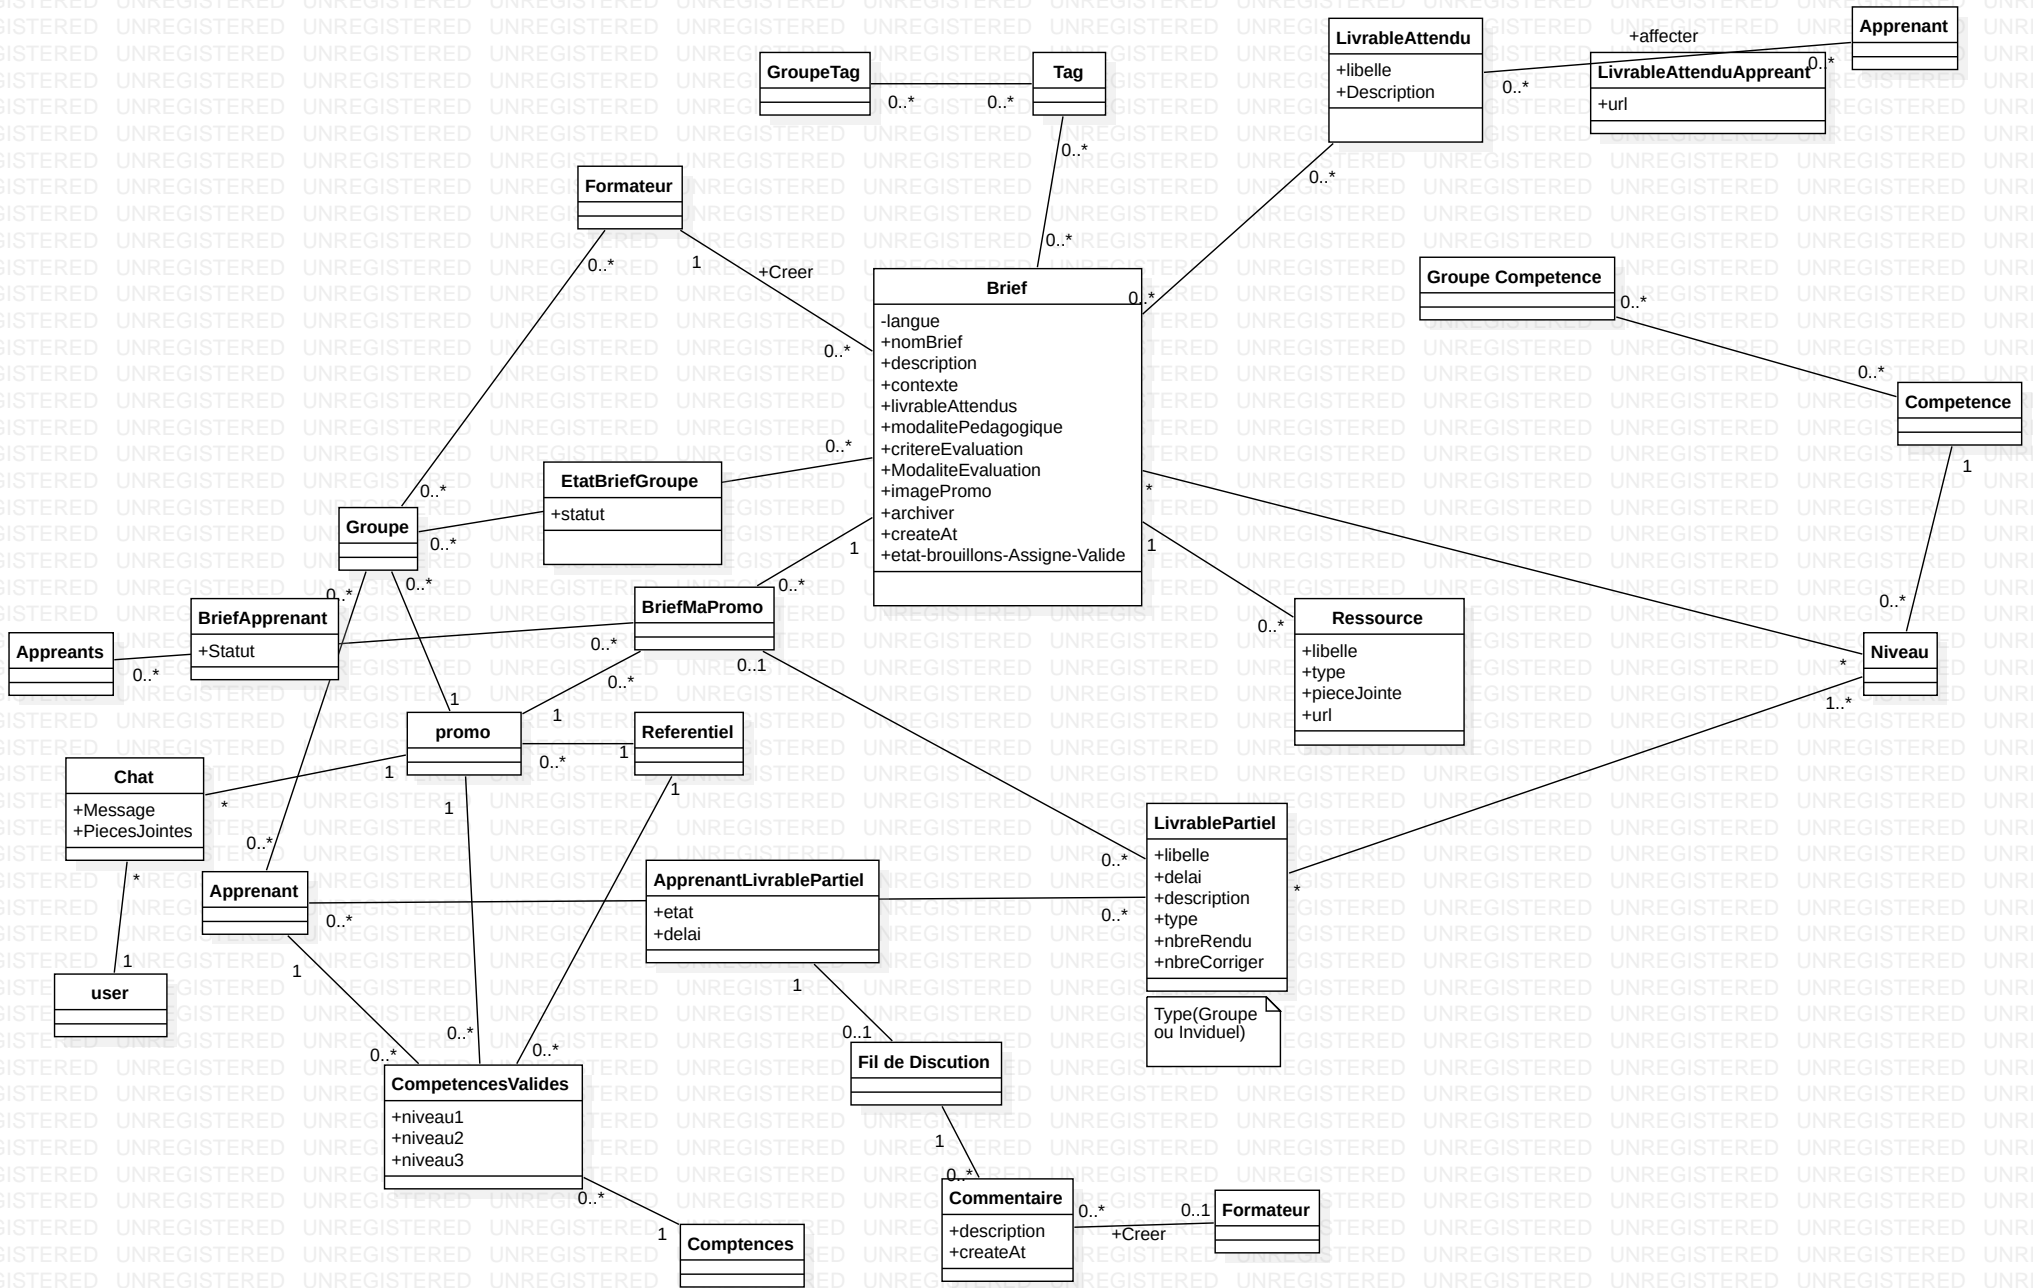 LivrableAttendu
+libelle
+Description
+affecter
Apprenant
0..*
0..*
LivrableAttenduAppreant
+url
GroupeTag
0..*
0..*
Tag
0..*
0..*
0..*
0..*
Formateur
0..*
1
+Creer
0..*
Brief
-langue
+nomBrief
+description
+contexte
+livrableAttendus
+modalitePedagogique
+critereEvaluation
+ModaliteEvaluation
+imagePromo
+archiver
+createAt
+etat-brouillons-Assigne-Valide
Groupe Competence
0..*
0..*
Competence
1
0..*
Niveau
*
*
1..*
0..*
EtatBriefGroupe
+statut
0..*
Groupe
0..*
0..*
0..*
1
0..*
BriefMaPromo
0..*
0..1
0..*
BriefApprenant
+Statut
Appreants
0..*
1
0..*
Ressource
+libelle
+type
+pieceJointe
+url
1
1
promo
0..*
1
Referentiel
1
1
1
Chat
+Message
+PiecesJointes
*
*
1
user
0..*
Apprenant
0..*
1
ApprenantLivrablePartiel
+etat
+delai
1
0..*
0..*
LivrablePartiel
+libelle
+delai
+description
+type
+nbreRendu
+nbreCorriger
*
Type(Groupe
ou Inviduel)
0..1
Fil de Discution
1
0..*
0..*
0..*
0..*
CompetencesValides
+niveau1
+niveau2
+niveau3
0..*
1
Comptences
Commentaire
+description
+createAt
0..*
+Creer
0..1
Formateur
UNREGISTERED